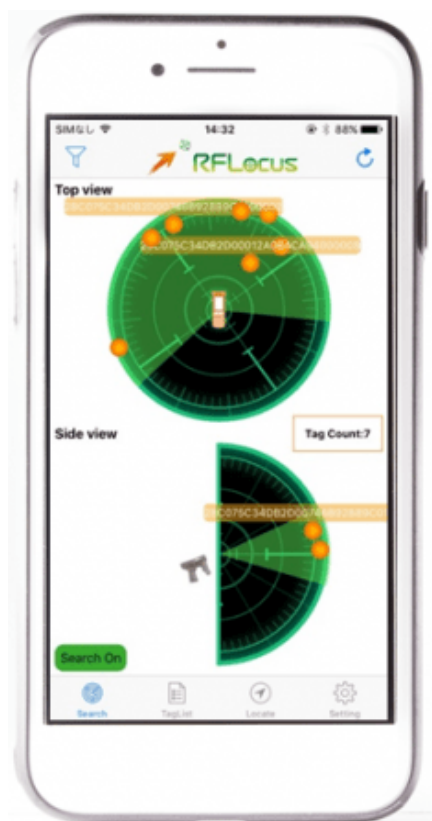 SIMなし 14:32 88%
RFLocus
Top view
Side view
Tag Count:7
Search On
Search TagList Locate Setting